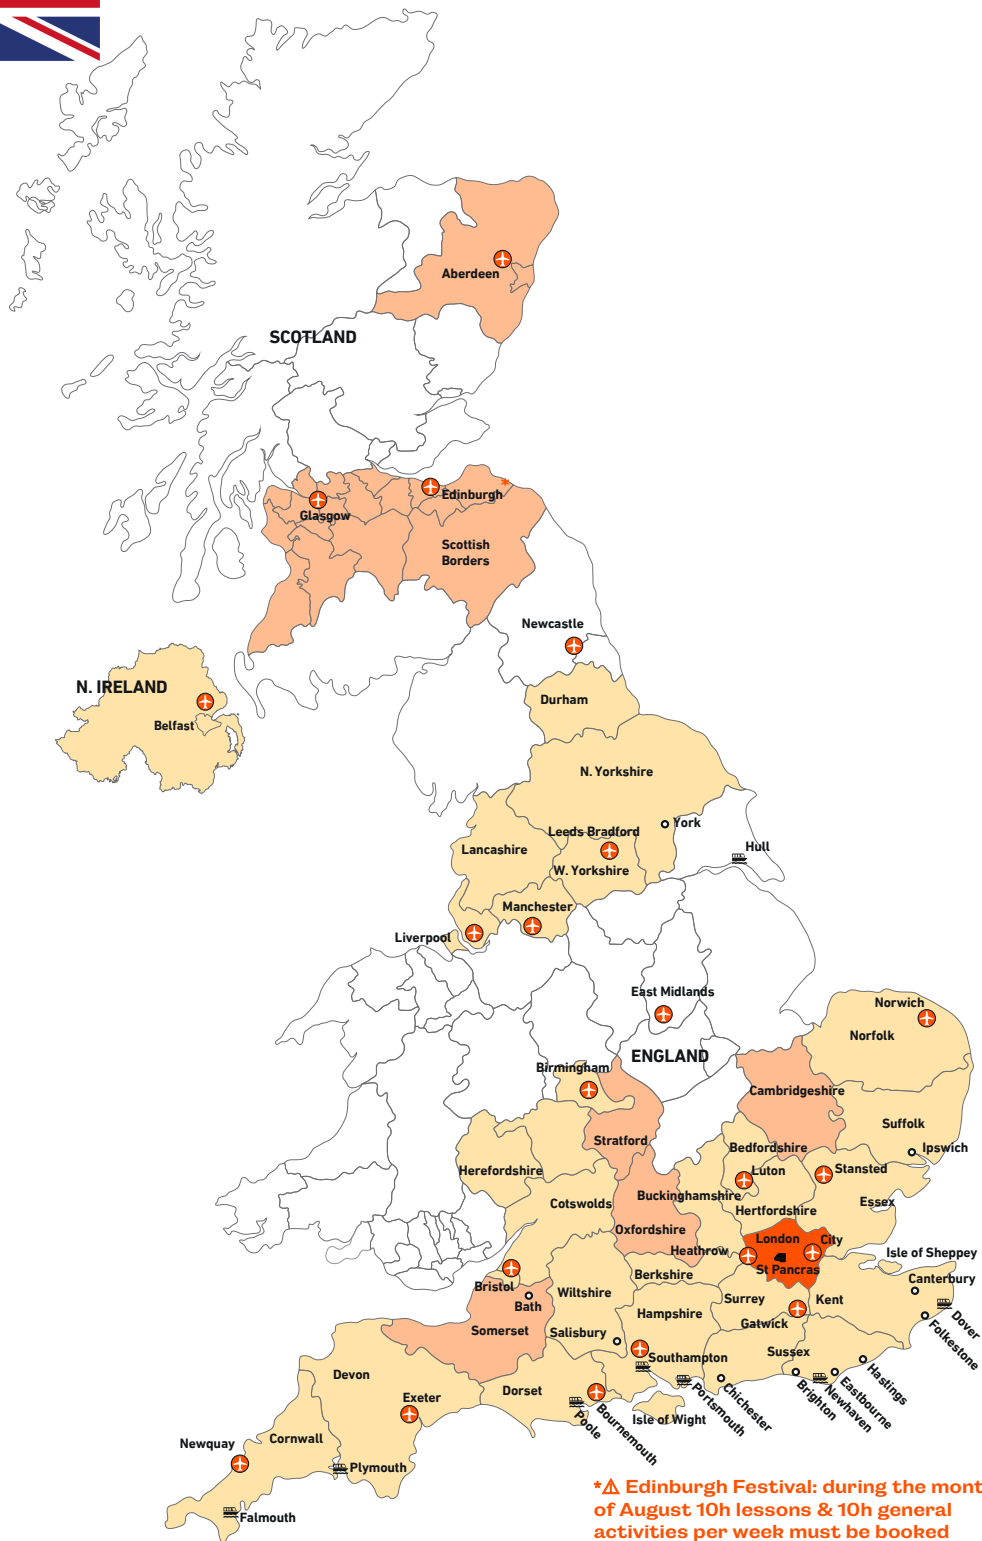 Aberdeen
SCOTLAND
Edinburgh *
Glasgow
Scottish
Borders
Newcastle
N. IRELAND
Belfast
Durham
N. Yorkshire
York
Leeds Bradford
Lancashire
W. Yorkshire
Hull
Manchester
Liverpool
East Midlands
Norwich
Norfolk
ENGLAND
Birmingham
Cambridgeshire
Suffolk
Stratford
Bedfordshire
Ipswich
Herefordshire
Luton
Stansted
Buckinghamshire
Essex
Cotswolds
Hertfordshire
Oxfordshire
London
City
Heathrow
Isle of Sheppey
St Pancras
Berkshire
Canterbury
Bristol
Wiltshire
Bath
Surrey
Kent
Hampshire
Dover
Gatwick
Folkestone
Somerset
Salisbury
Sussex
Southampton
Hastings
Devon
Dorset
Exeter
Poole
Bournemouth
Isle of Wight
Portsmouth
Chichester
Brighton
Newhaven
Eastbourne
Cornwall
Newquay
Plymouth
Falmouth
*⚠ Edinburgh Festival: during the mont
of August 10h lessons & 10h general
activities per week must be booked